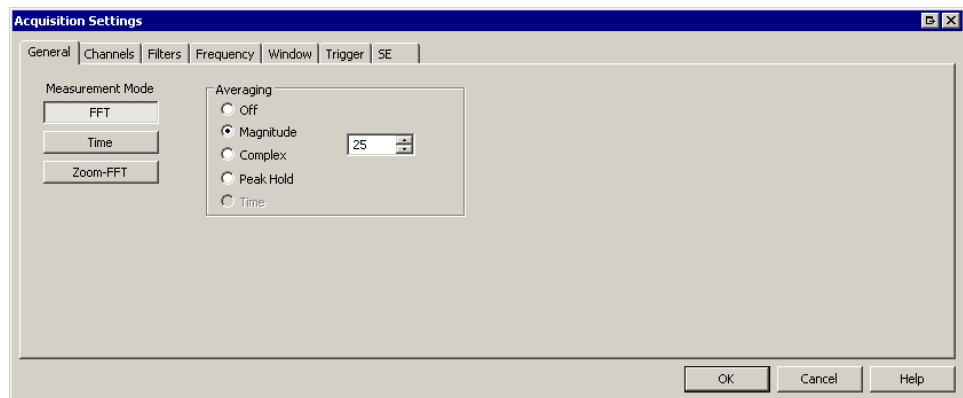 Acquisition Settings
General Channels Filters Frequency Window Trigger SE
Measurement Mode
FFT
Time
Zoom-FFT
Averaging
Off
Magnitude
Complex
Peak Hold
Time
25
OK Cancel Help